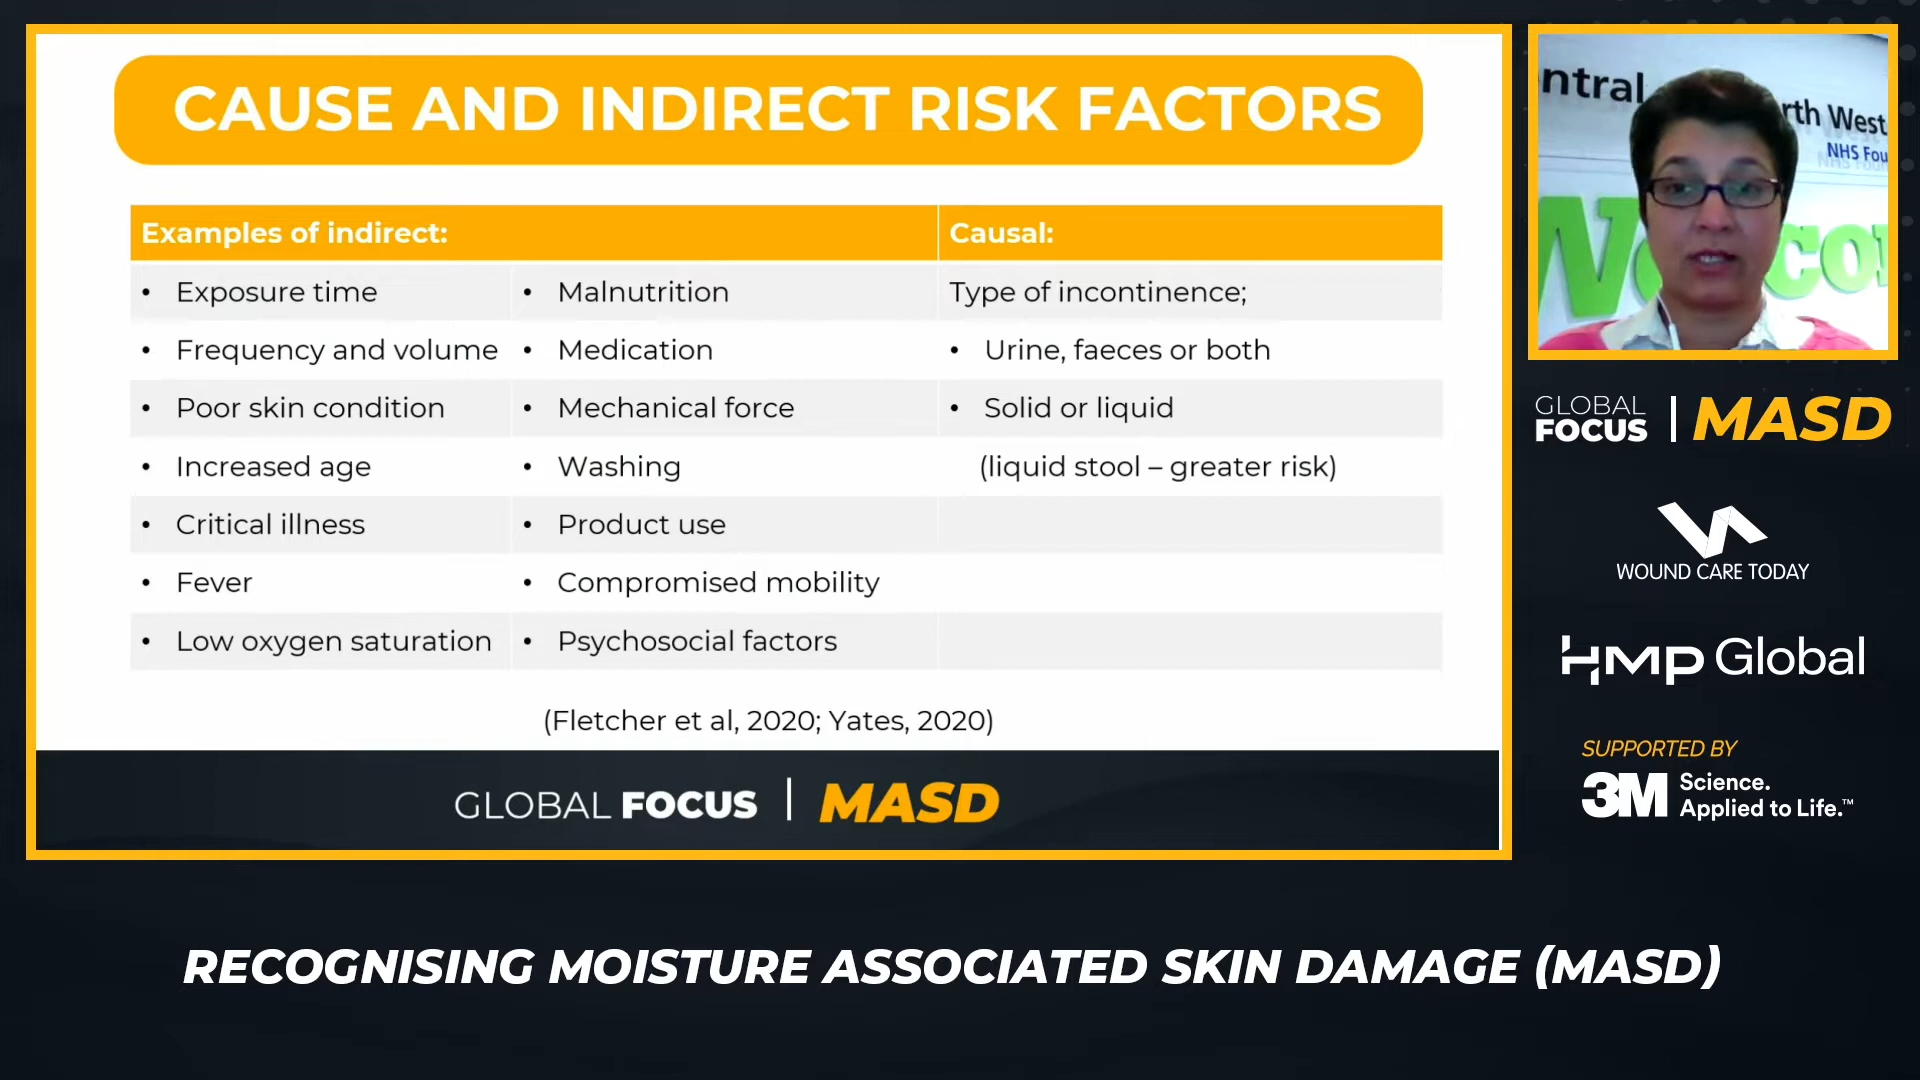 CAUSE AND INDIRECT RISK FACTORS
Examples of indirect:
Causal:
• Exposure time
• Malnutrition
Type of incontinence;
• Frequency and volume
• Medication
• Urine, faeces or both
• Poor skin condition
• Mechanical force
• Solid or liquid
• Increased age
• Washing
(liquid stool – greater risk)
• Critical illness
• Product use
• Fever
• Compromised mobility
• Low oxygen saturation
• Psychosocial factors
(Fletcher et al, 2020; Yates, 2020)
GLOBAL FOCUS | MASD
ntral
rth West
NHS Fou
GLOBAL
FOCUS | MASD
WOUND CARE TODAY
HMP Global
SUPPORTED BY
3M Science.
Applied to Life.™
RECOGNISING MOISTURE ASSOCIATED SKIN DAMAGE (MASD)